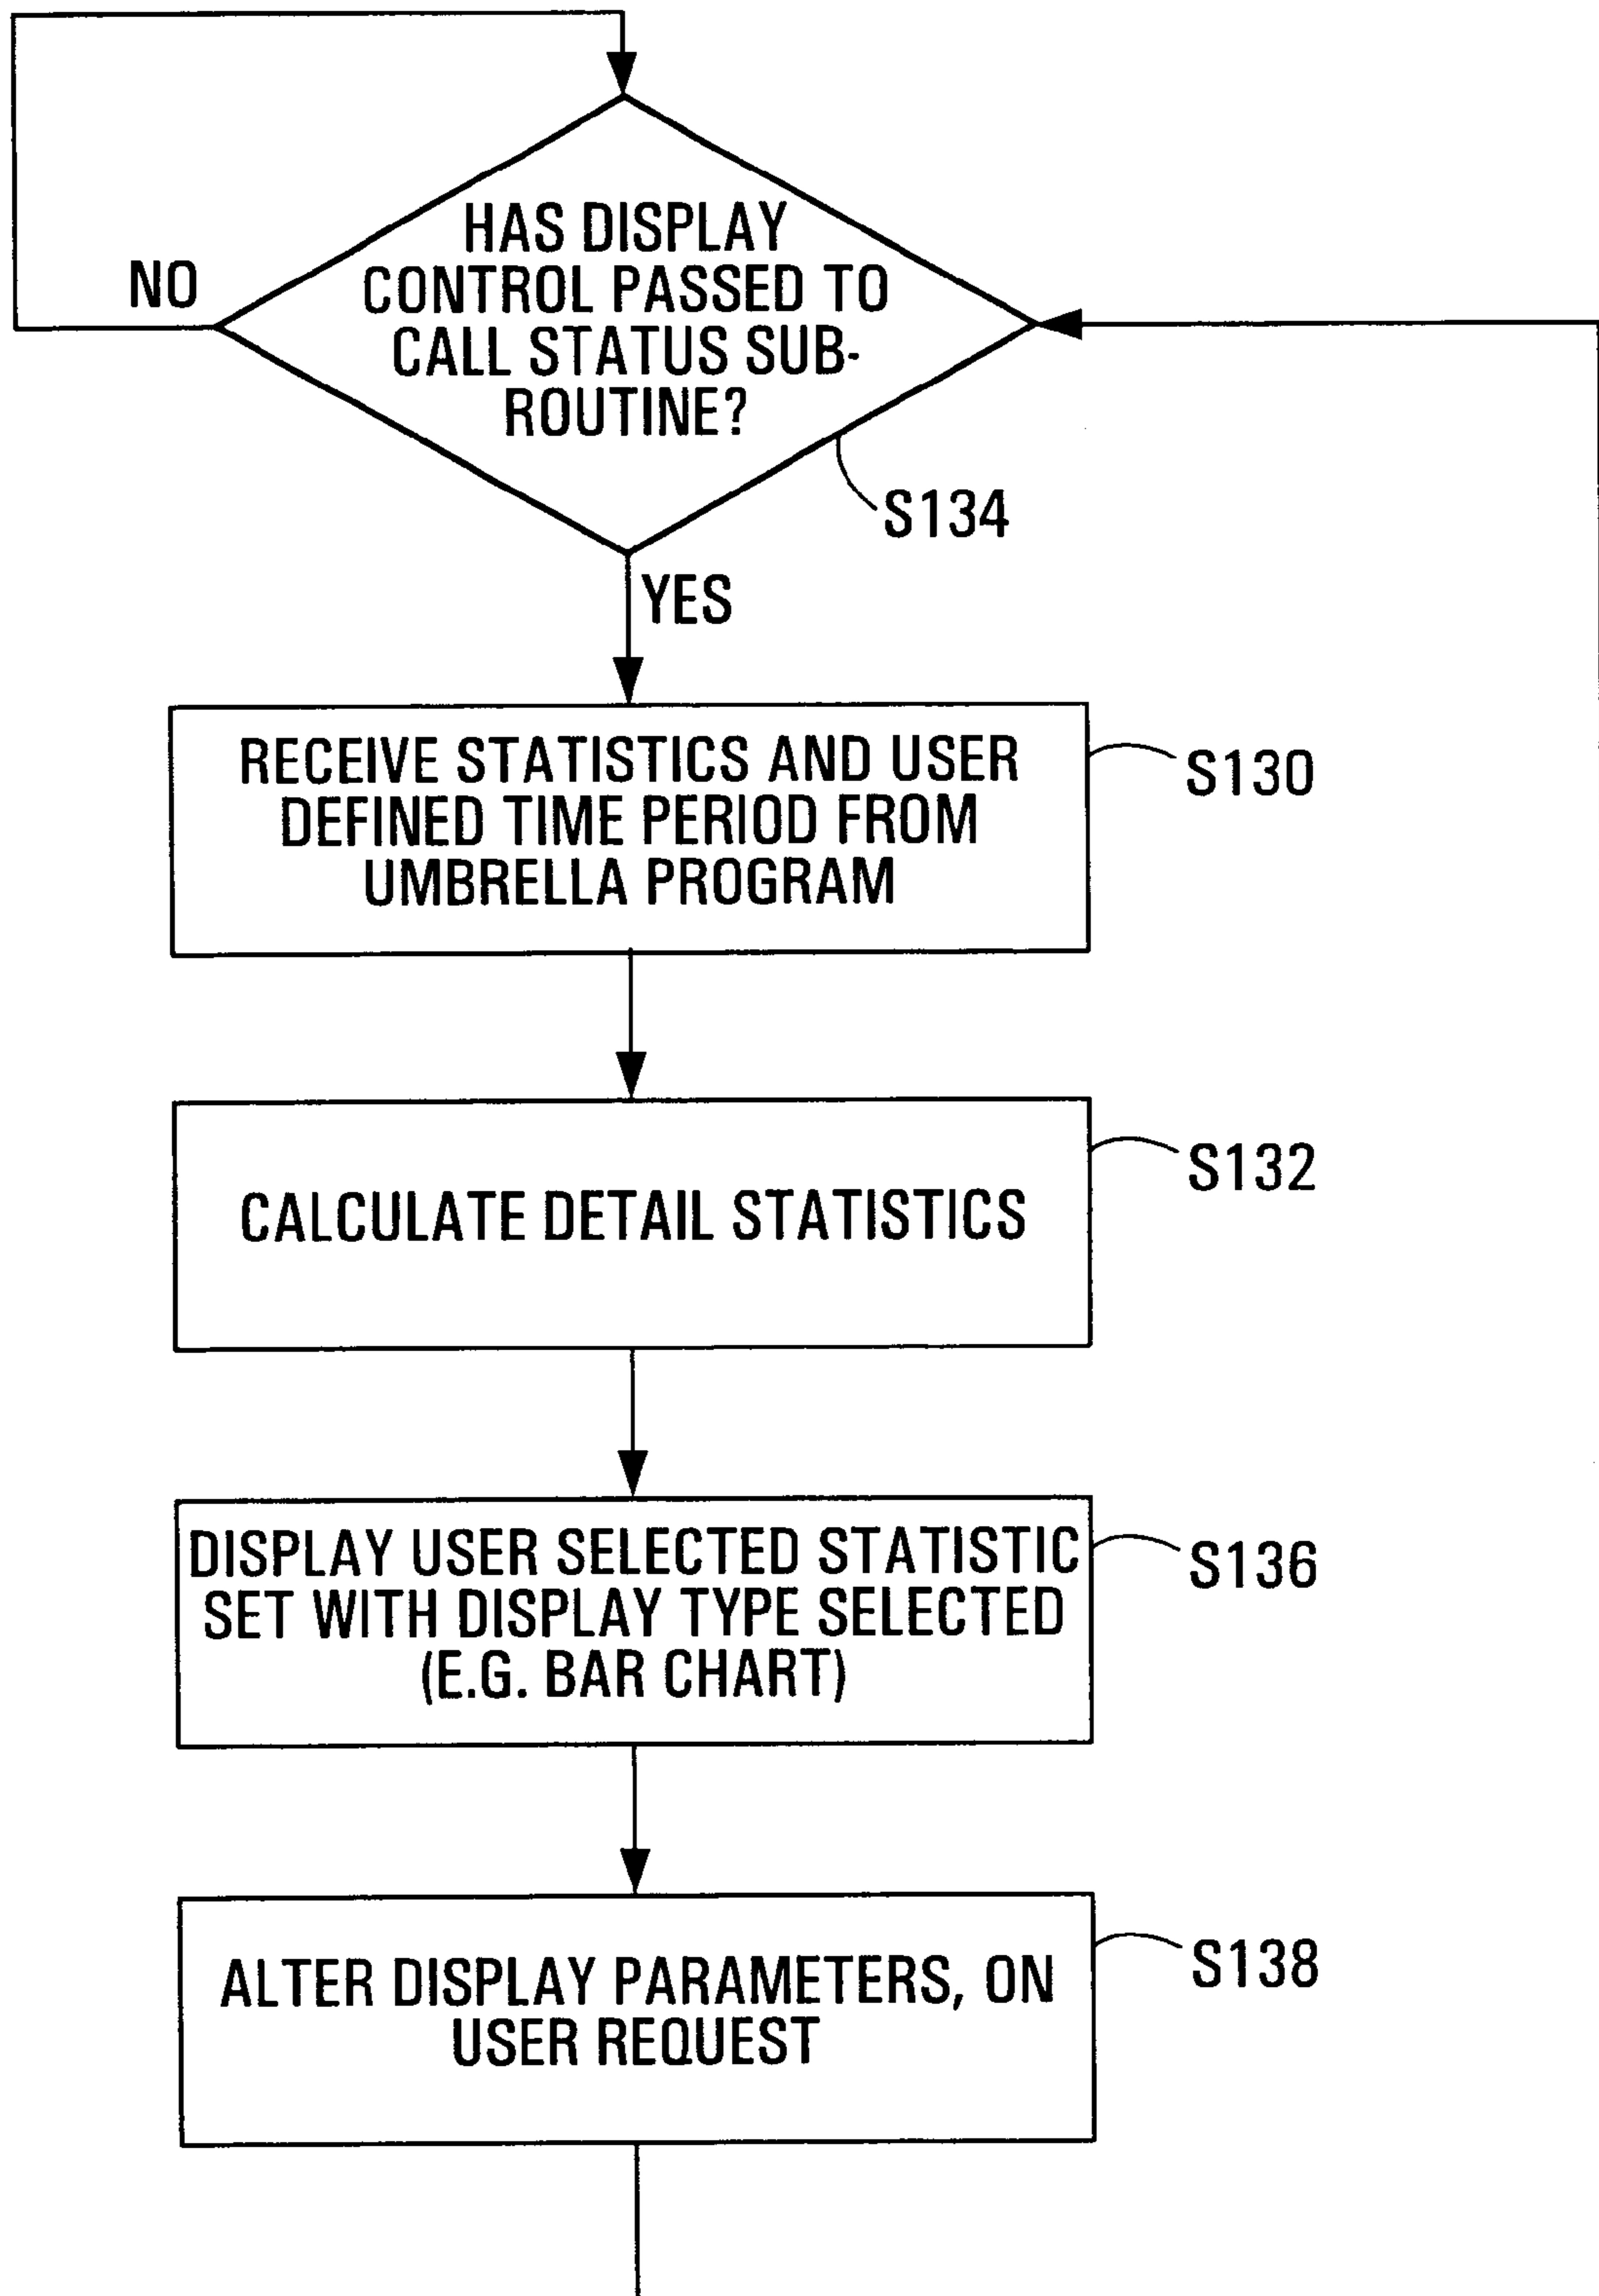 HAS DISPLAY
CONTROL PASSED TO
CALL STATUS SUB-
ROUTINE?
NO
S134
YES
RECEIVE STATISTICS AND USER
DEFINED TIME PERIOD FROM
UMBRELLA PROGRAM
S130
CALCULATE DETAIL STATISTICS
S132
DISPLAY USER SELECTED STATISTIC
SET WITH DISPLAY TYPE SELECTED
(E.G. BAR CHART)
S136
ALTER DISPLAY PARAMETERS, ON
USER REQUEST
S138